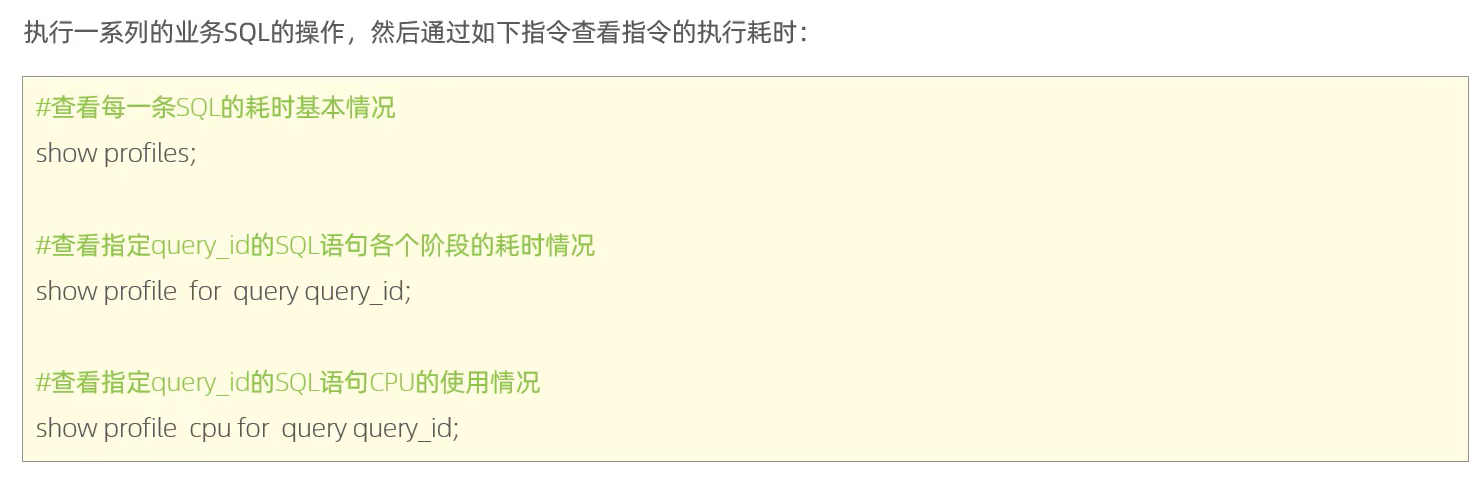 执行一系列的业务SQL的操作，然后通过如下指令查看指令的执行耗时：
#查看每一条SQL的耗时基本情况
show profiles;
#查看指定query_id的SQL语句各个阶段的耗时情况
show profile  for  query query_id;
#查看指定query_id的SQL语句CPU的使用情况
show profile  cpu for  query query_id;